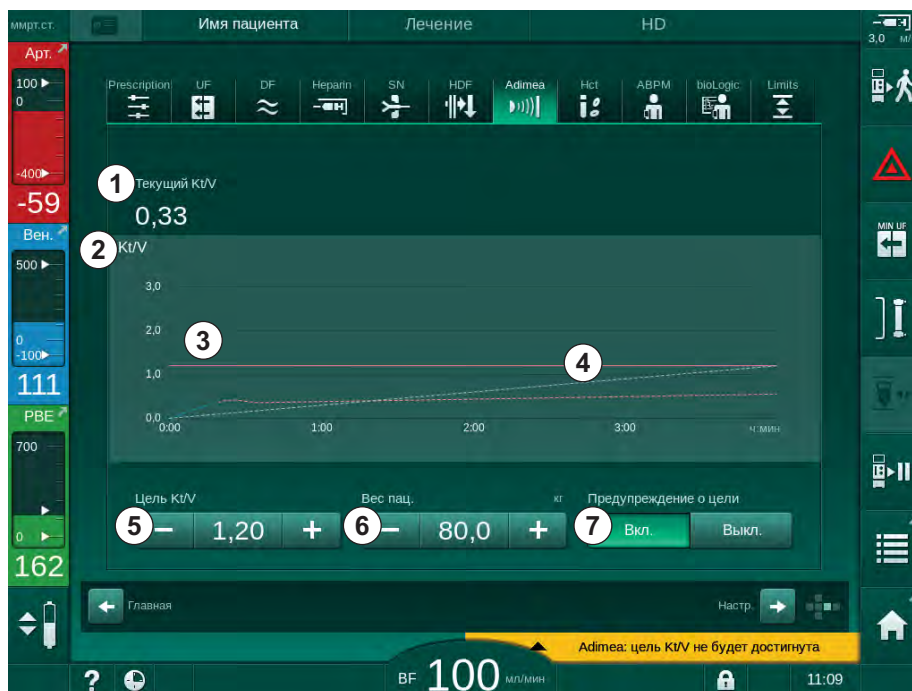 ммрт.ст.
Имя пациента
Лечение
HD
3,0 м/
Арт.
100
0
-400
-59
Вен.
500
0
-100
111
PBE
700
0
162
Prescription
UF
DF
Heparin
SN
HDF
Adimea
Hct
ABPM
bioLogic
Limits
1
Текущий Kt/V
0,33
2
Kt/V
3,0
2,0
3
4
1,0
0,0
0:00
1:00
2:00
3:00
ч:мин
Цель Kt/V
Вес пац.
кг
Предупреждение о цели
5
– 1,20 +
6
– 80,0 +
7
Вкл.
Выкл.
Главная
Настр.
MIN UF
Adimea: цель Kt/V не будет достигнута
?
BF 100 мл/мин
11:09